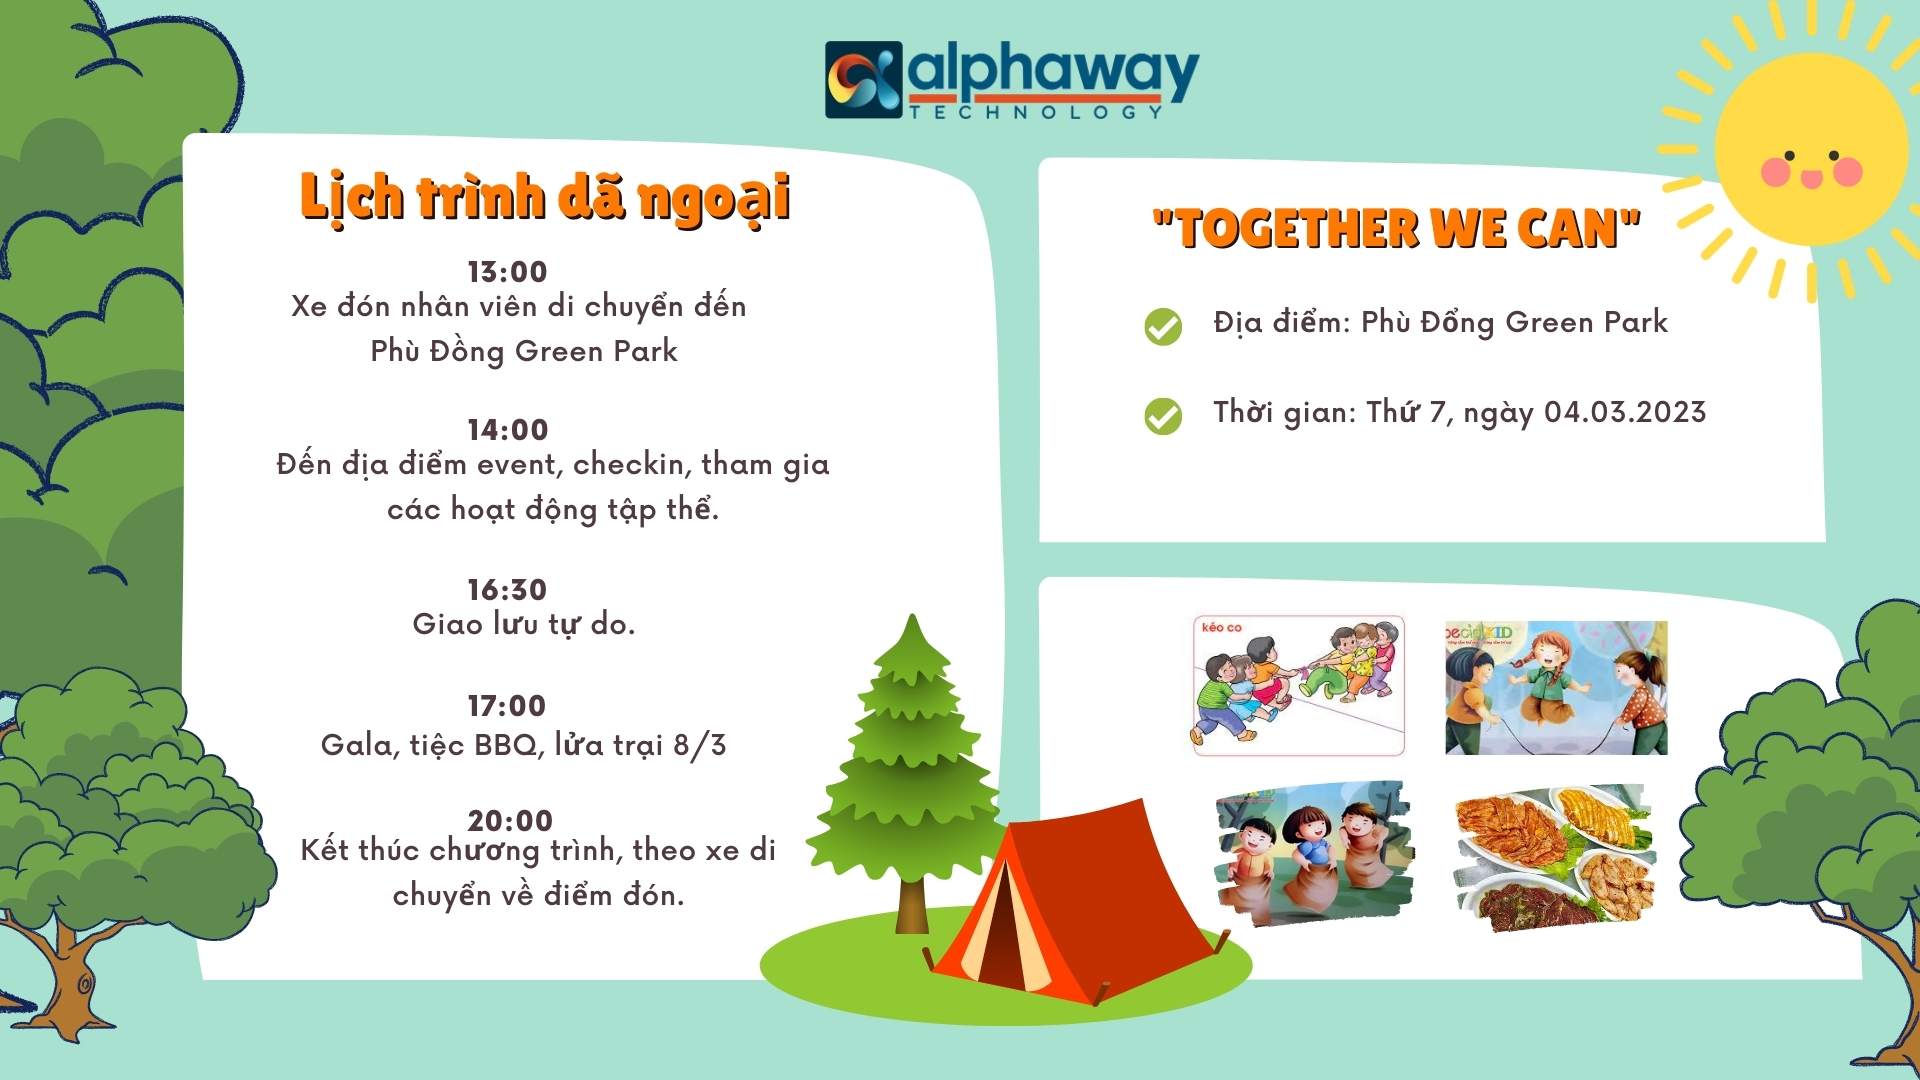 alphaway
TECHNOLOGY
Lịch trình dã ngoại
13:00
Xe đón nhân viên di chuyển đến
Phù Đồng Green Park
14:00
Đến địa điểm event, checkin, tham gia
các hoạt động tập thể.
16:30
Giao lưu tự do.
17:00
Gala, tiệc BBQ, lửa trại 8/3
20:00
Kết thúc chương trình, theo xe di
chuyển về điểm đón.
"TOGETHER WE CAN"
Địa điểm: Phù Đổng Green Park
Thời gian: Thứ 7, ngày 04.03.2023
kéo co